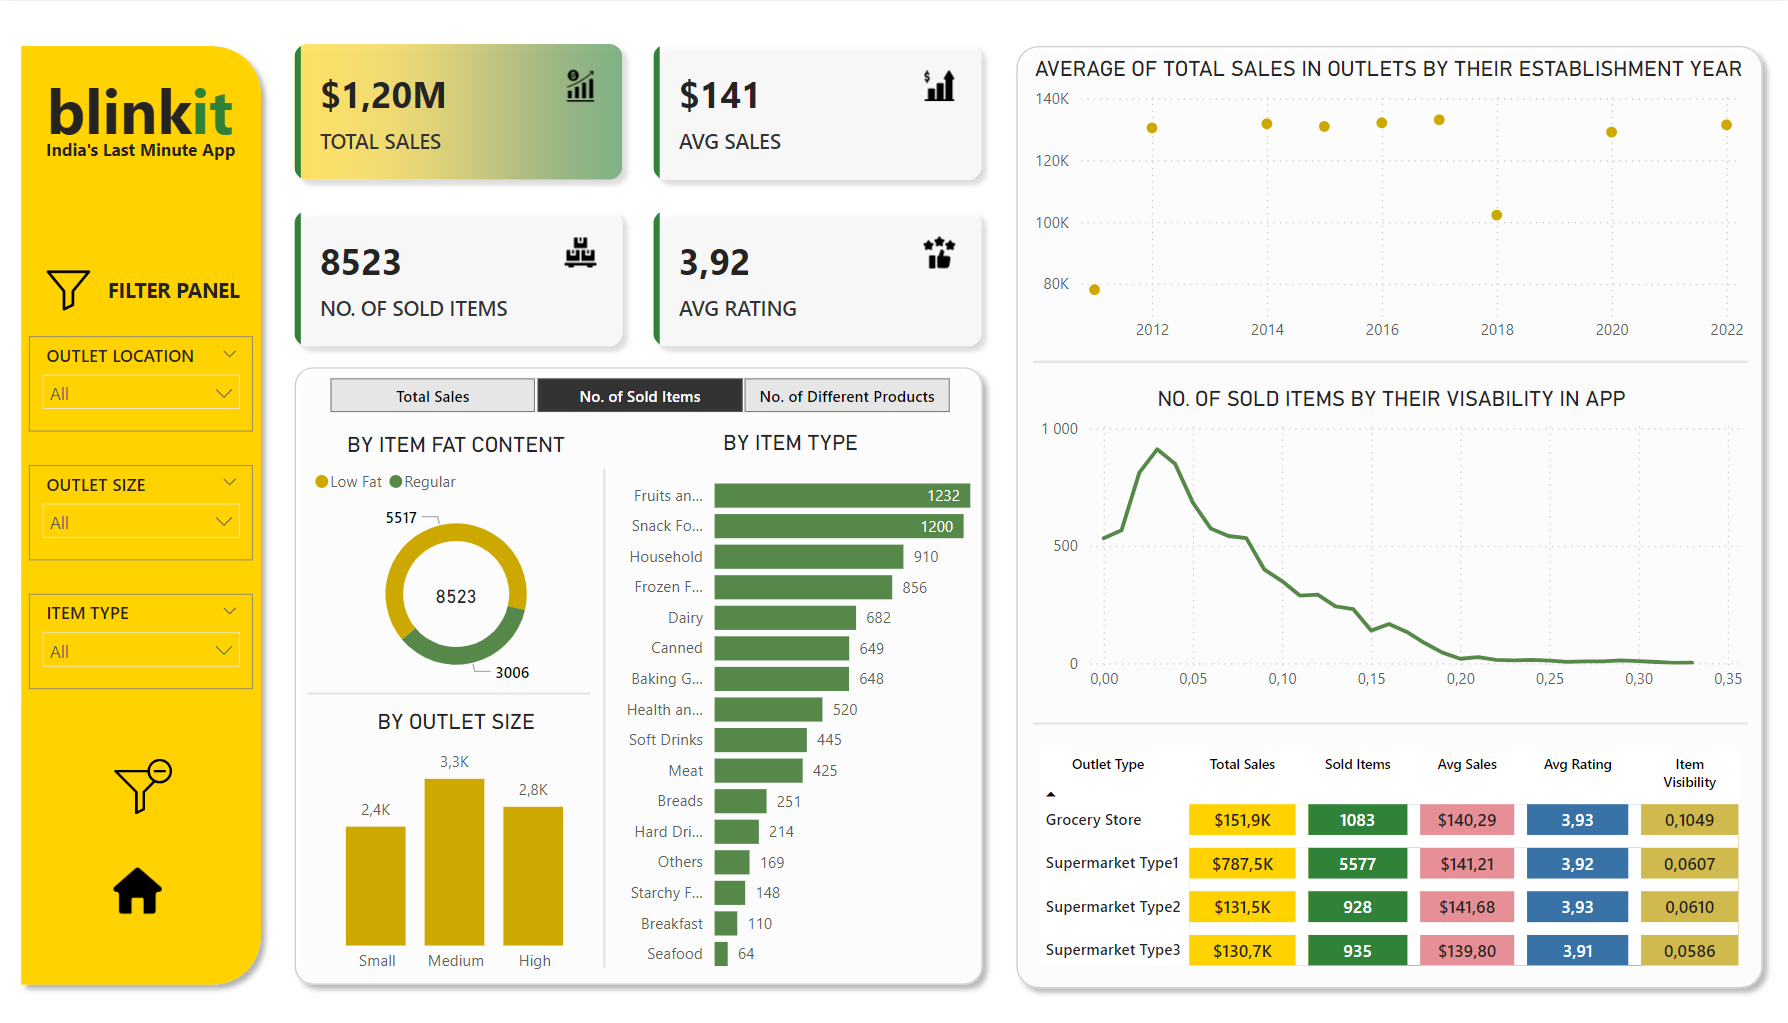 blinkit
India's Last Minute App
FILTER PANEL
OUTLET LOCATION
All
OUTLET SIZE
All
ITEM TYPE
All
$1,20M
TOTAL SALES
$141
AVG SALES
8523
NO. OF SOLD ITEMS
3,92
AVG RATING
Total Sales
No. of Sold Items
No. of Different Products
BY ITEM FAT CONTENT
Low Fat
Regular
5517
8523
3006
BY OUTLET SIZE
2,4K
3,3K
2,8K
Small
Medium
High
BY ITEM TYPE
Fruits an... 1232
Snack Fo... 1200
Household 910
Frozen F... 856
Dairy 682
Canned 649
Baking G... 648
Health an... 520
Soft Drinks 445
Meat 425
Breads 251
Hard Dri... 214
Others 169
Starchy F... 148
Breakfast 110
Seafood 64
AVERAGE OF TOTAL SALES IN OUTLETS BY THEIR ESTABLISHMENT YEAR
140K
120K
100K
80K
2012 2014 2016 2018 2020 2022
NO. OF SOLD ITEMS BY THEIR VISABILITY IN APP
1 000
500
0
0,00 0,05 0,10 0,15 0,20 0,25 0,30 0,35
Outlet Type Total Sales Sold Items Avg Sales Avg Rating Item
Visibility
Grocery Store $151,9K 1083 $140,29 3,93 0,1049
Supermarket Type1 $787,5K 5577 $141,21 3,92 0,0607
Supermarket Type2 $131,5K 928 $141,68 3,93 0,0610
Supermarket Type3 $130,7K 935 $139,80 3,91 0,0586